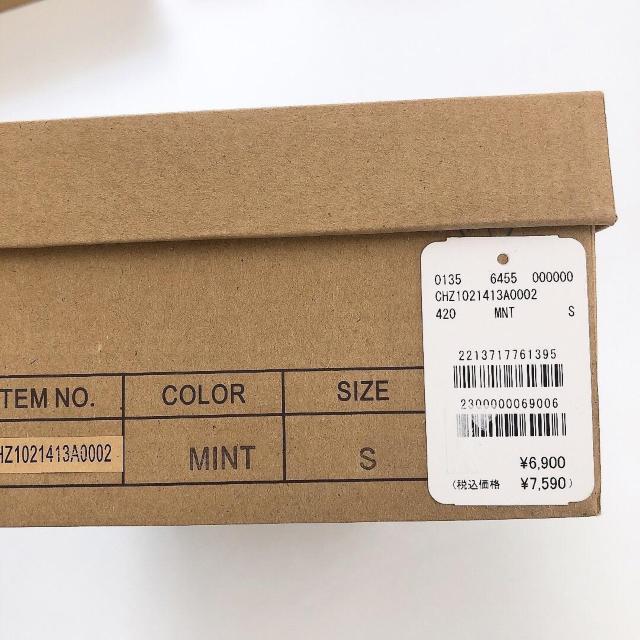 0135 6455 000000
CHZ1021413A0002
420 MNT S
2213717761395
2300000069006
¥6,900
(税込価格 ¥7,590)
TEM NO. COLOR SIZE
HZ1021413A0002 MINT S